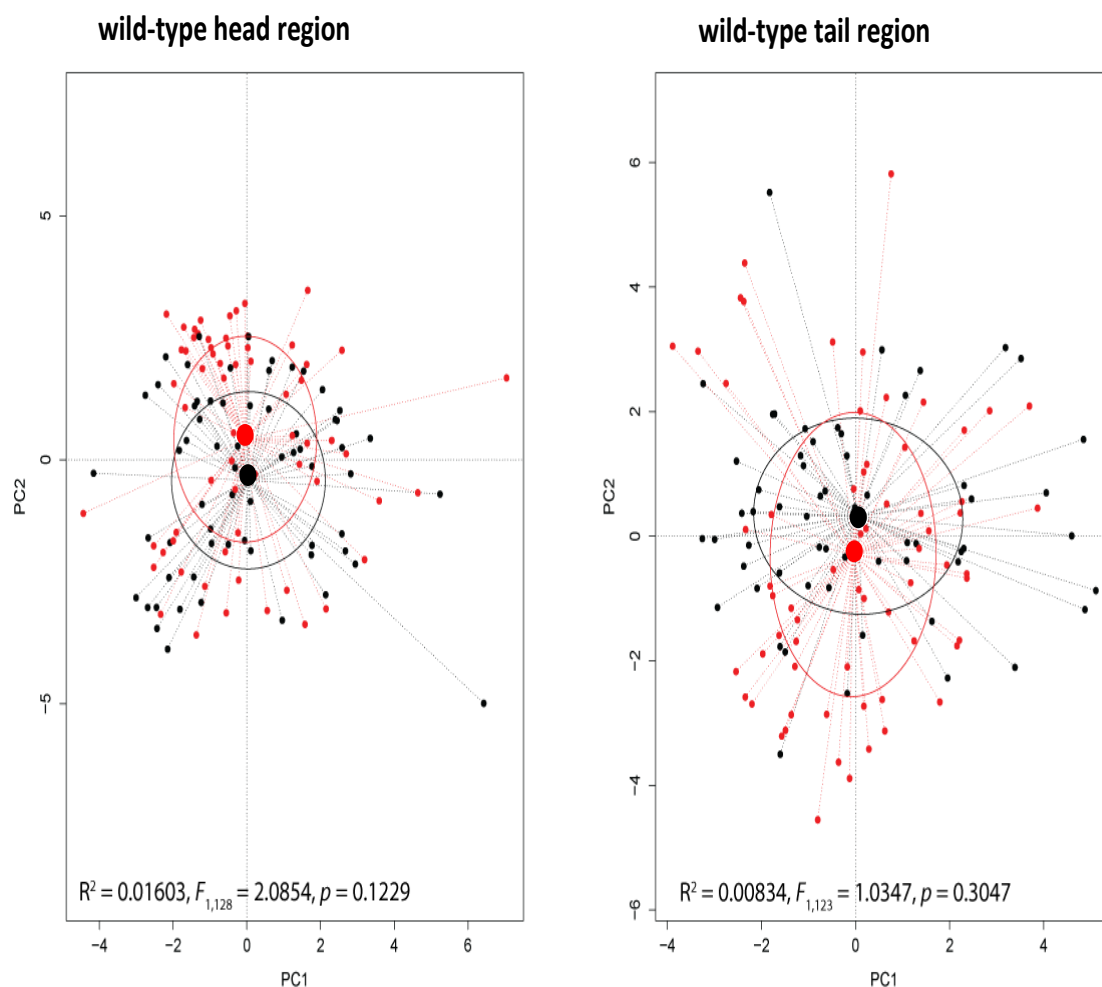 wild-type head region
wild-type tail region
5
0
−5
PC2
−4
−2
0
2
4
6
PC1
R² = 0.01603, F₁,₁₂₈ = 2.0854, p = 0.1229
6
4
2
0
−2
−4
−6
PC2
−4
−2
0
2
4
PC1
R² = 0.00834, F₁,₁₂₃ = 1.0347, p = 0.3047